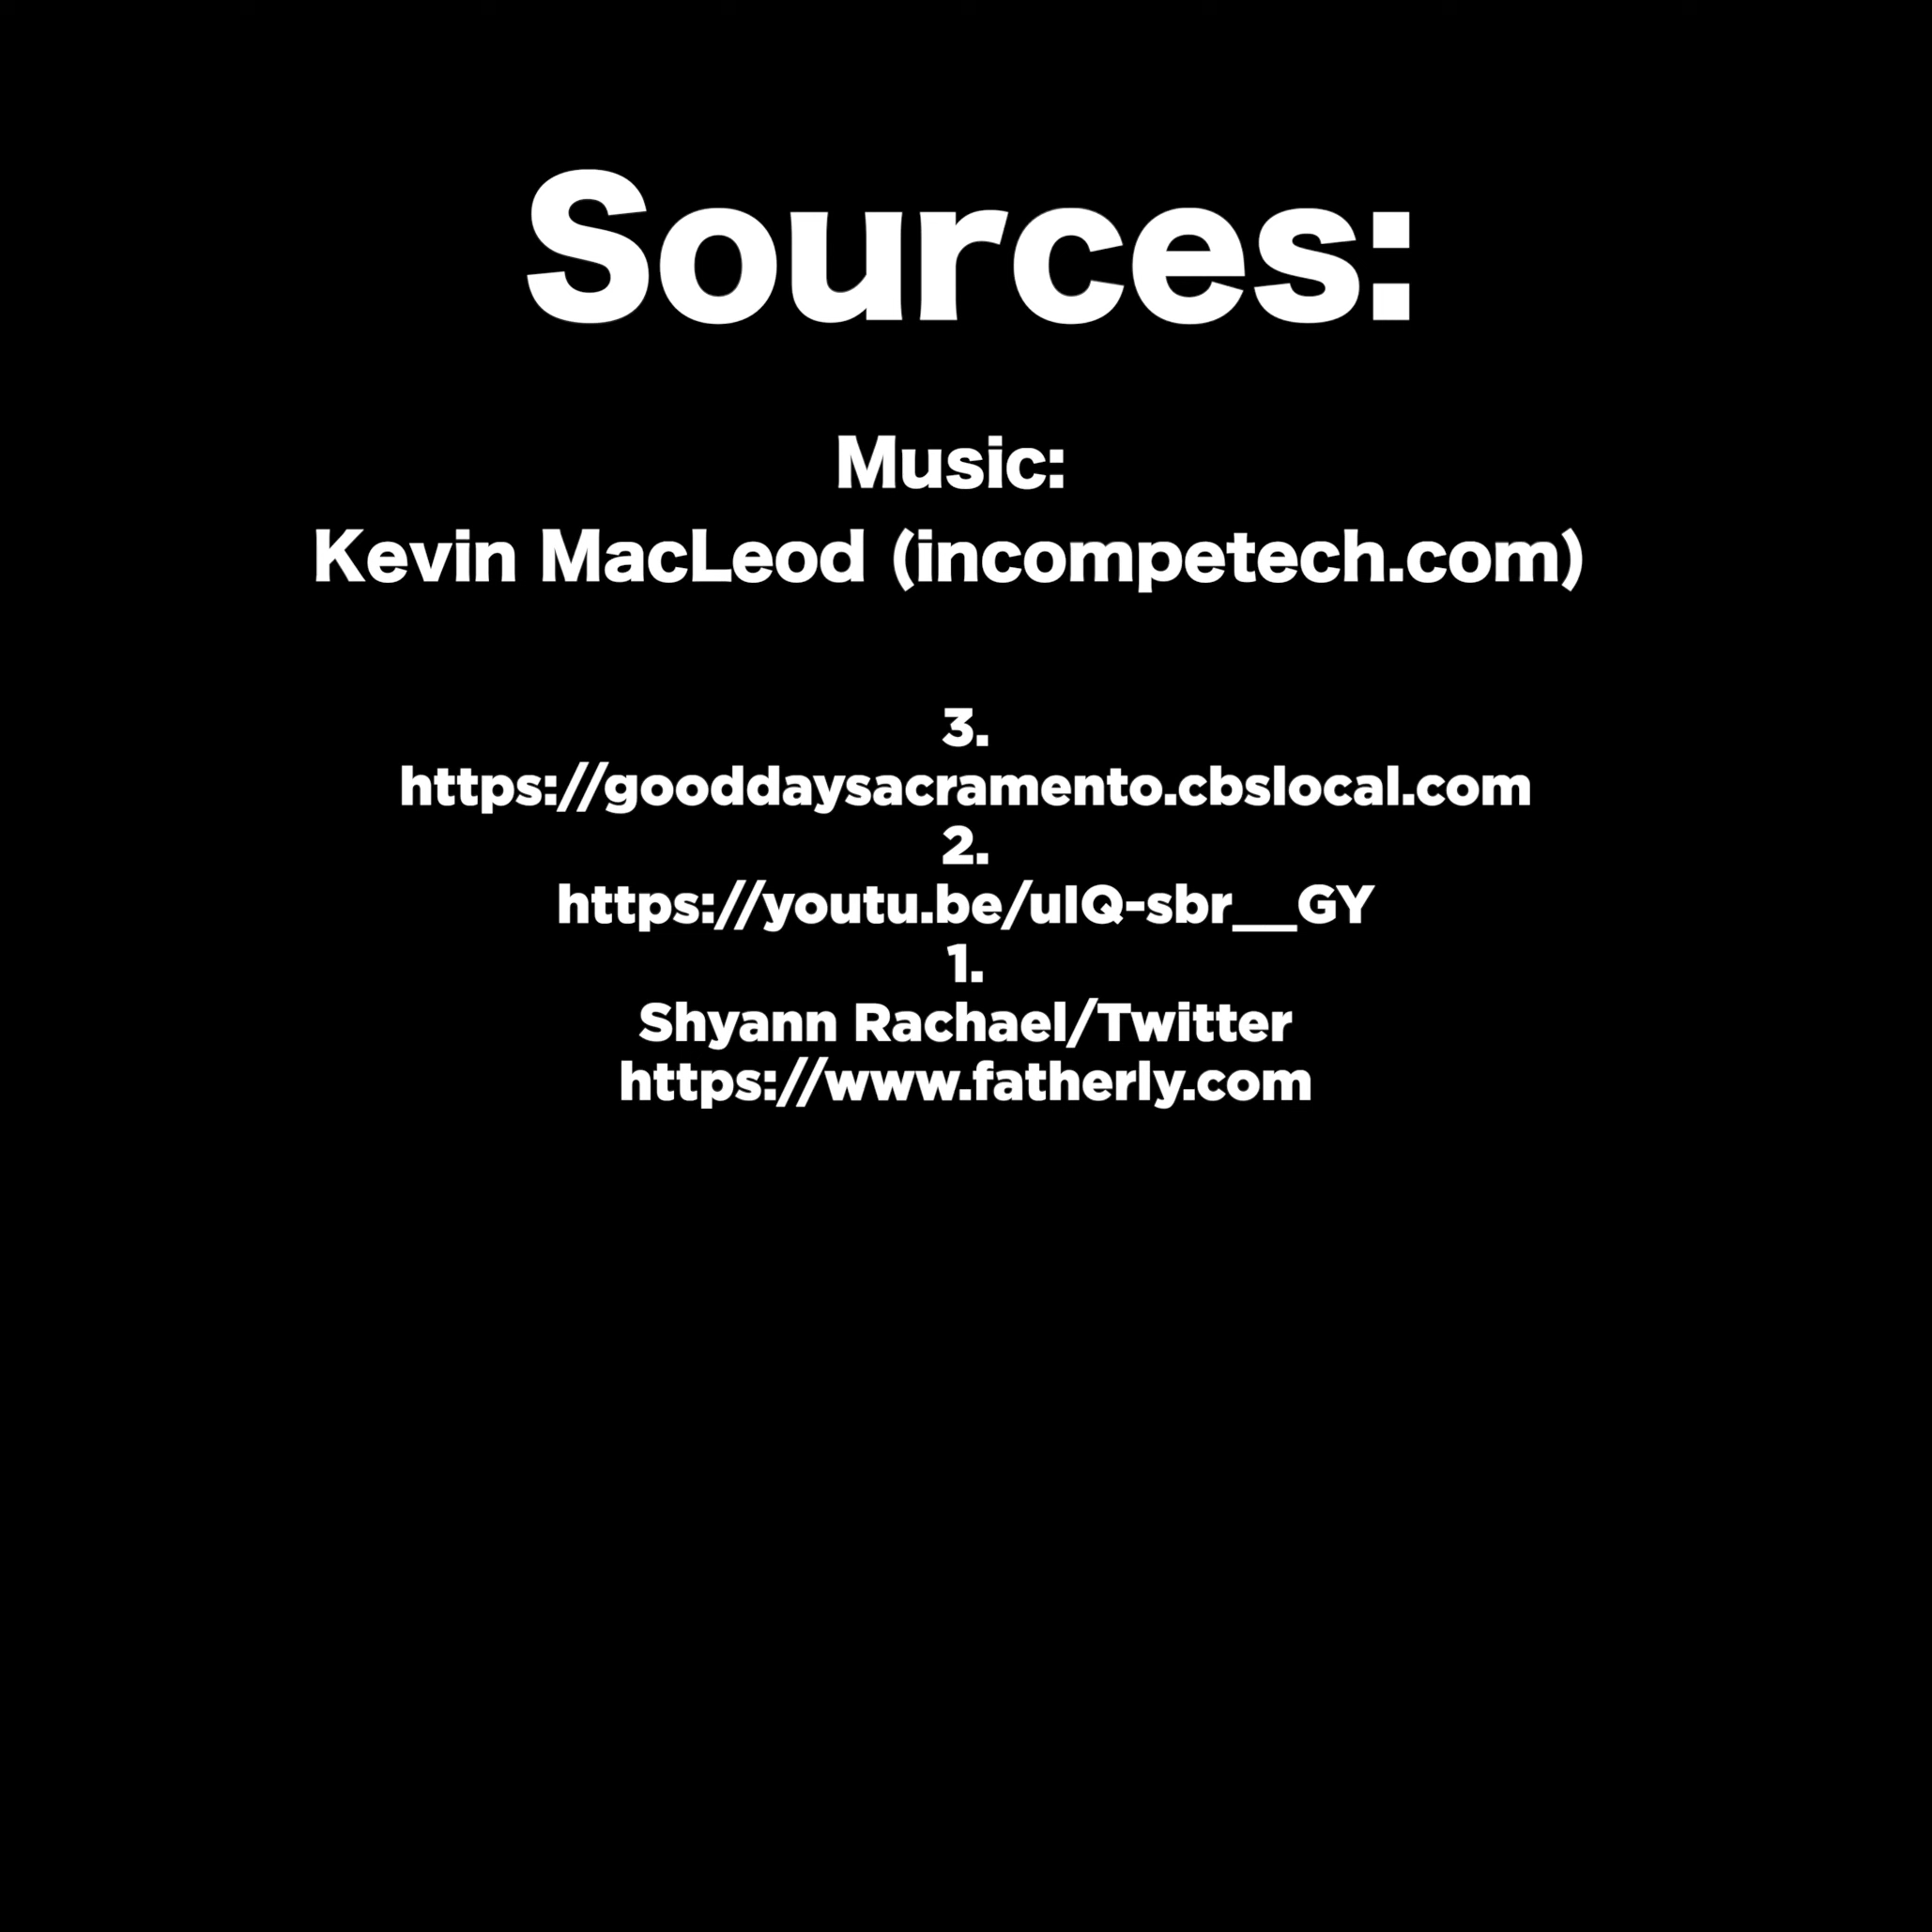 Sources:
Music:
Kevin MacLeod (incompetech.com)
3.
https://gooddaysacramento.cbslocal.com
2.
https://youtu.be/uIQ-sbr__GY
1.
Shyann Rachael/Twitter
https://www.fatherly.com